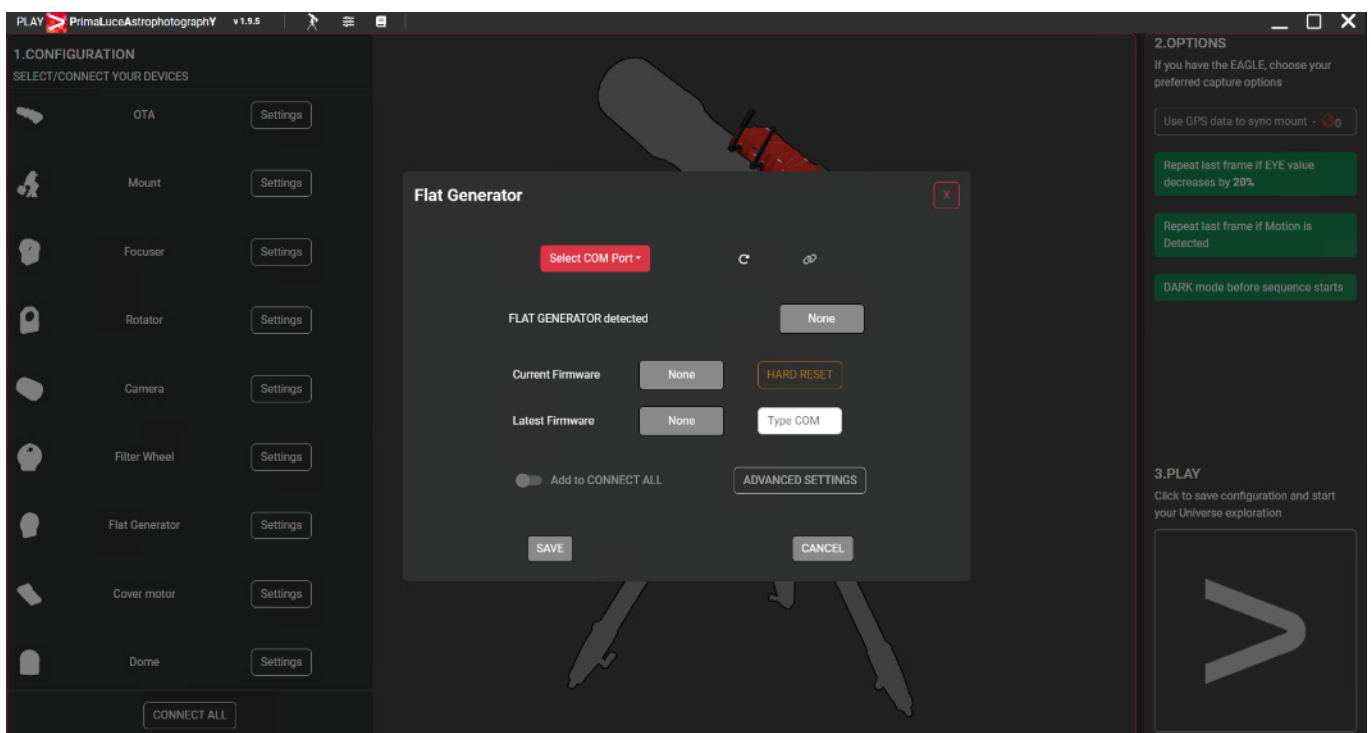 PLAY PrimaLuceAstrophotographY v 1.9.5
1.CONFIGURATION
SELECT/CONNECT YOUR DEVICES
OTA Settings
Mount Settings
Focuser Settings
Rotator Settings
Camera Settings
Filter Wheel Settings
Flat Generator Settings
Cover motor Settings
Dome Settings
CONNECT ALL
Flat Generator X
Select COM Port
FLAT GENERATOR detected None
Current Firmware None HARD RESET
Latest Firmware None Type COM
Add to CONNECT ALL ADVANCED SETTINGS
SAVE CANCEL
2.OPTIONS
If you have the EAGLE, choose your
preferred capture options
Use GPS data to sync mount - 0
Repeat last frame if EYE value
decreases by 20%
Repeat last frame if Motion is
Detected
DARK mode before sequence starts
3.PLAY
Click to save configuration and start
your Universe exploration